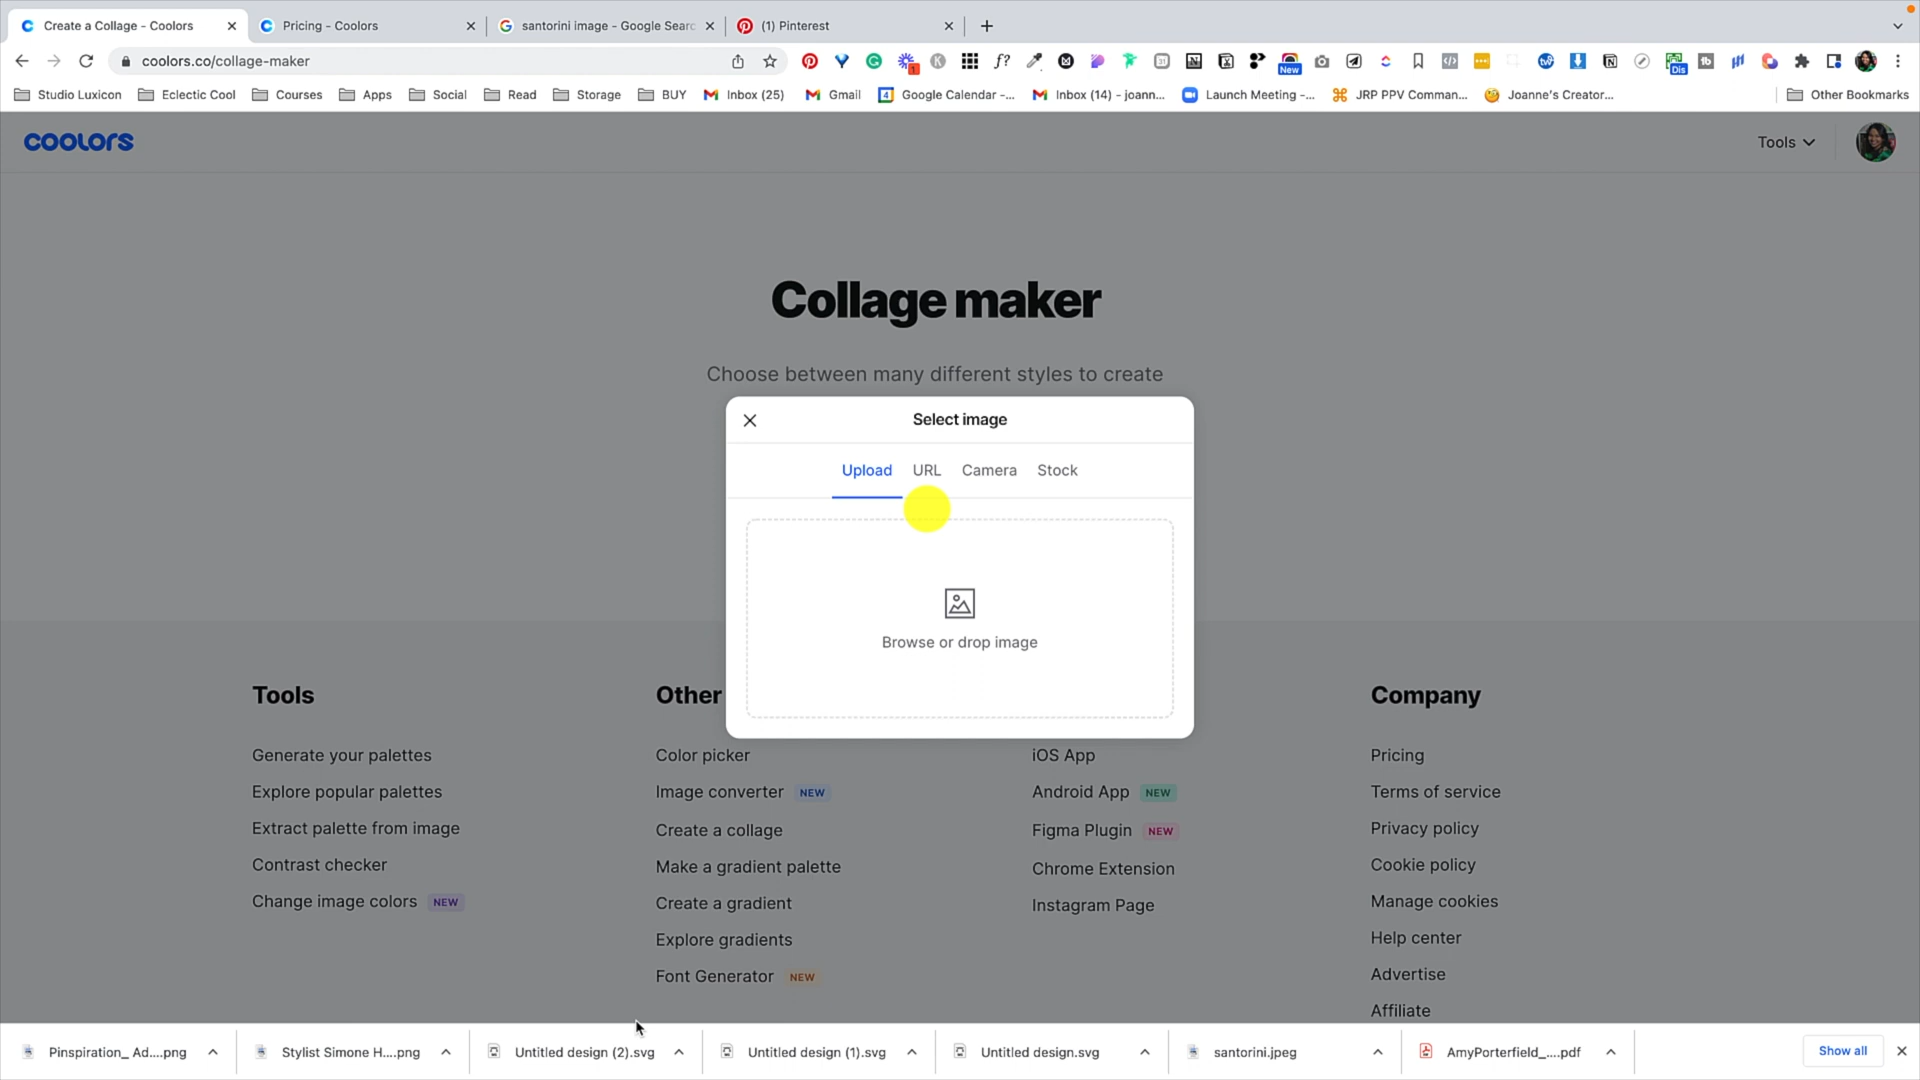 Create a Collage - Coolors
Pricing - Coolors
santorini image - Google Searc
(1) Pinterest
coolors.co/collage-maker
New
1
Dis
Studio Luxicon
Eclectic Cool
Courses
Apps
Social
Read
Storage
BUY
Inbox (25)
Gmail
Google Calendar -...
Inbox (14) - joann...
Launch Meeting -...
JRP PPV Comman...
Joanne's Creator...
Other Bookmarks
coolors
Tools
Collage maker
Choose between many different styles to create
Select image
Upload
URL
Camera
Stock
Browse or drop image
Tools
Generate your palettes
Explore popular palettes
Extract palette from image
Contrast checker
Change image colors NEW
Other
Color picker
Image converter NEW
Create a collage
Make a gradient palette
Create a gradient
Explore gradients
Font Generator NEW
iOS App
Android App NEW
Figma Plugin NEW
Chrome Extension
Instagram Page
Company
Pricing
Terms of service
Privacy policy
Cookie policy
Manage cookies
Help center
Advertise
Affiliate
Pinspiration_ Ad....png
Stylist Simone H....png
Untitled design (2).svg
Untitled design (1).svg
Untitled design.svg
santorini.jpeg
AmyPorterfield_....pdf
Show all